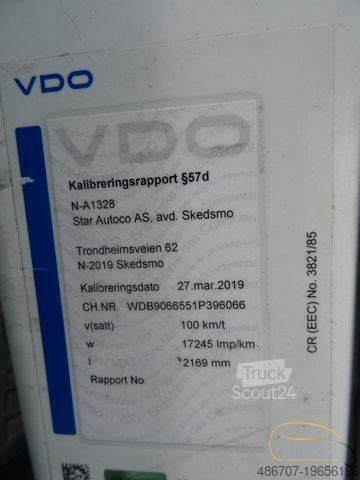 VDO
VDO
Kalibreringsrapport §57d
N-A1328
Star Autoco AS, avd. Skedsmo
Trondheimsveien 62
N-2019 Skedsmo
Kalibreringsdato 27.mar.2019
CH.NR. WDB9066551P396066
v(satt) 100 km/t
w 17245 Imp/km
l 2169 mm
Rapport No.
CR (EEC) No. 3821/85
Truck
Scout24